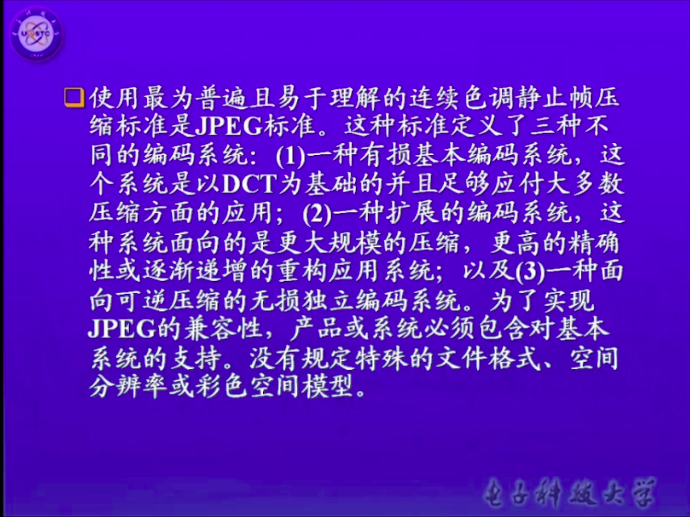 使用最为普遍且易于理解的连续色调静止帧压
缩标准是JPEG标准。这种标准定义了三种不
同的编码系统：(1)一种有损基本编码系统，这
个系统是以DCT为基础的并且足够应付大多数
压缩方面的应用；(2)一种扩展的编码系统，这
种系统面向的是更大规模的压缩，更高的精确
性或逐渐递增的重构应用系统；以及(3)一种面
向可逆压缩的无损独立编码系统。为了实现
JPEG的兼容性，产品或系统必须包含对基本
系统的支持。没有规定特殊的文件格式、空间
分辨率或彩色空间模型。
电子科技大学